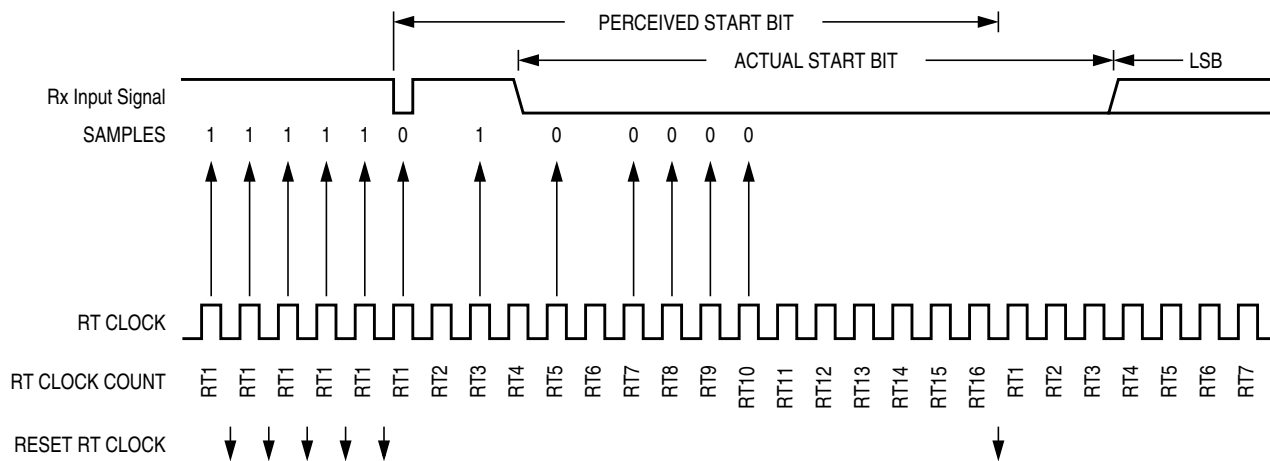 PERCEIVED START BIT
ACTUAL START BIT
LSB
Rx Input Signal
SAMPLES 1 1 1 1 1 0 1 0 0 0 0 0
RT CLOCK
RT CLOCK COUNT RT1 RT1 RT1 RT1 RT1 RT1 RT2 RT3 RT4 RT5 RT6 RT7 RT8 RT9 RT10 RT11 RT12 RT13 RT14 RT15 RT16 RT1 RT2 RT3 RT4 RT5 RT6 RT7
RESET RT CLOCK